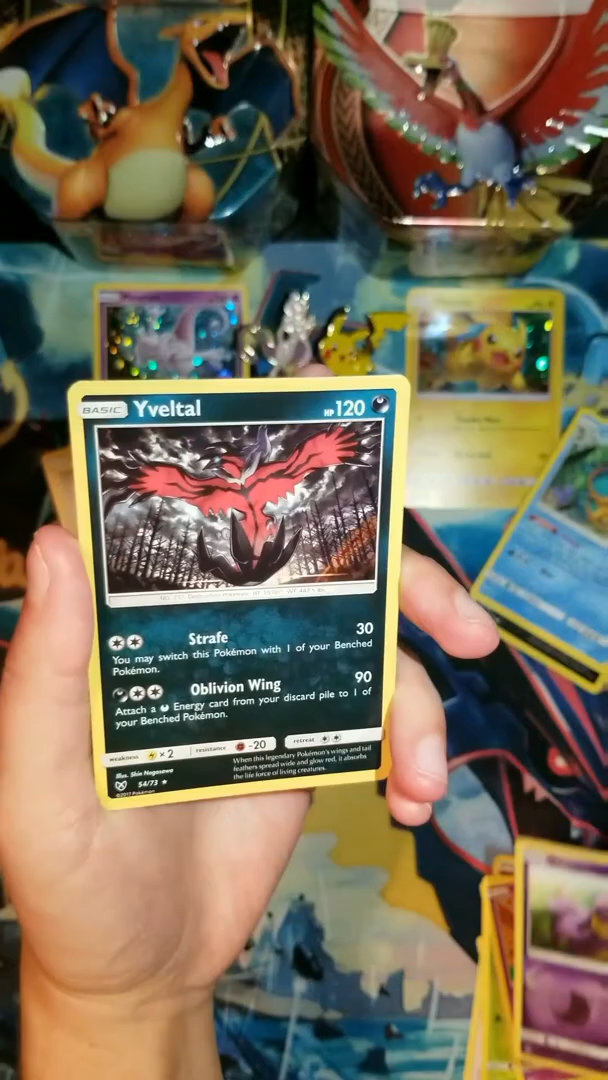 BASIC Yveltal HP 120
Strafe 30
You may switch this Pokémon with 1 of your Benched
Pokémon.
Oblivion Wing 90
Attach a Energy card from your discard pile to 1 of
your Benched Pokémon.
weakness ×2 resistance -20 retreat
When this legendary Pokémon's wings and tail
feathers spread wide and glow red, it absorbs
the life force of living creatures.
Illus. Shin Nagasawa
54/73
©2017 Pokémon